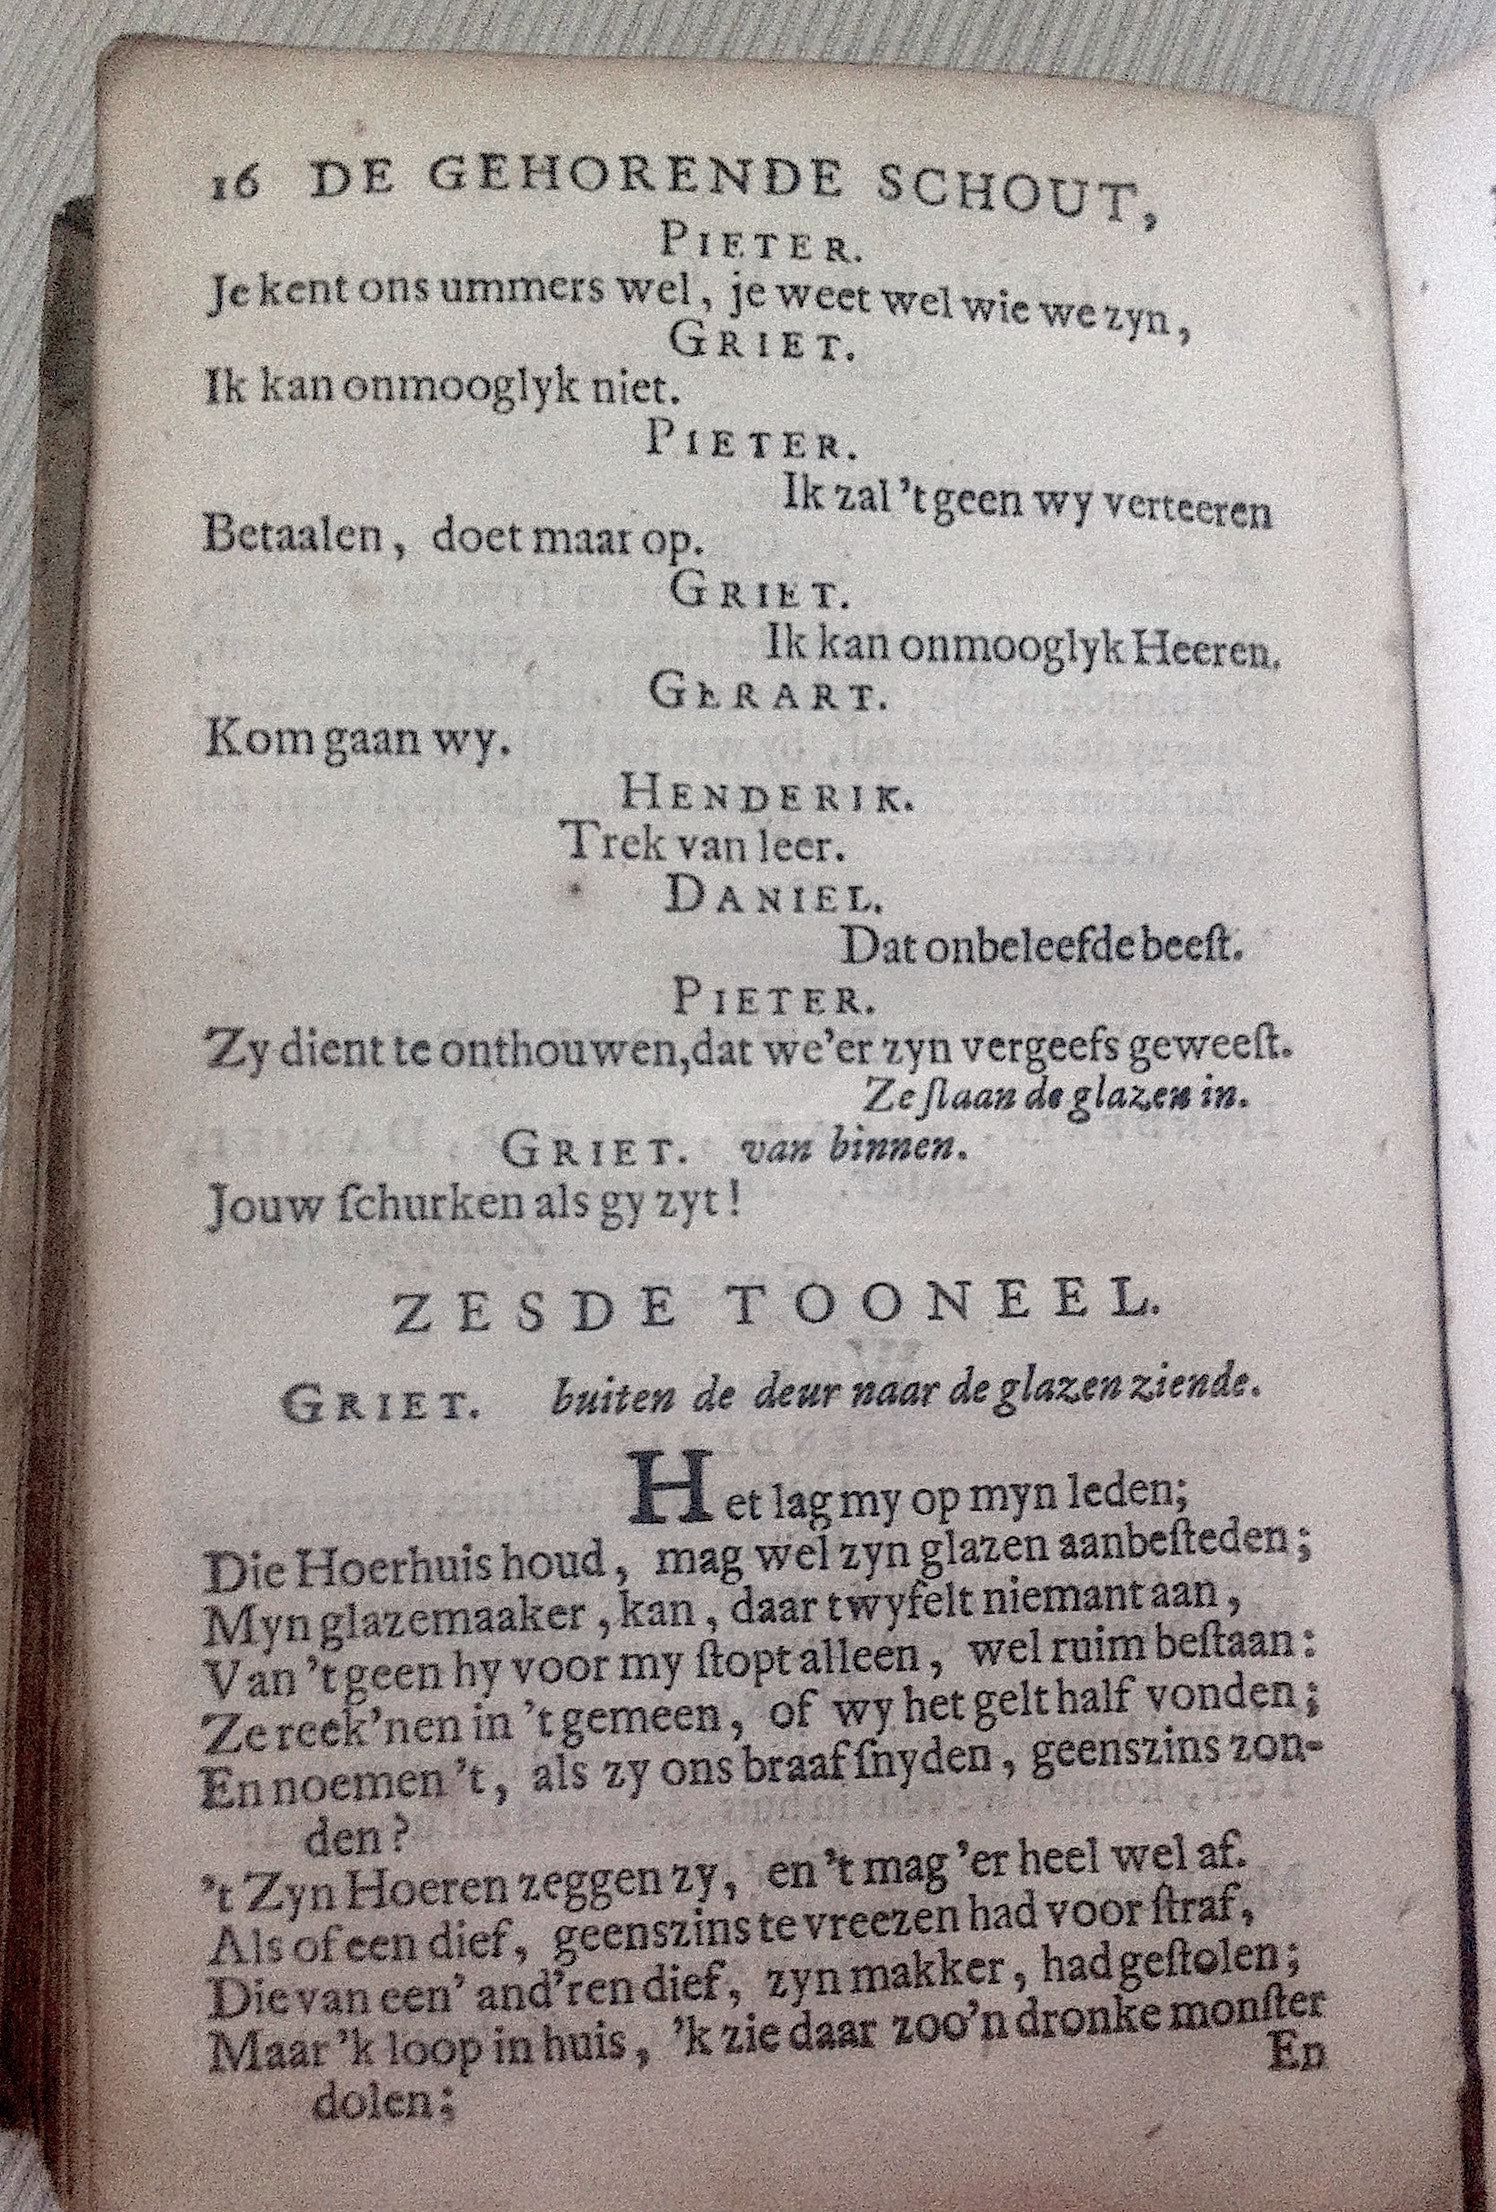 16 DE GEHORENDE SCHOUT,
PIETER.
Je kent ons ummers wel, je weet wel wie we zyn,
GRIET.
Ik kan onmooglyk niet.
PIETER.
Ik zal 't geen wy verteeren
Betaalen, doet maar op.
GRIET.
Ik kan onmooglyk Heeren.
GERART.
Kom gaan wy.
HENDERIK.
Trek van leer.
DANIEL.
Dat onbeleefde beeſt.
PIETER.
Zy dient te onthouwen, dat we'er zyn vergeefs geweeſt.
Ze ſlaan de glazen in.
GRIET. van binnen.
Jouw ſchurken als gy zyt!
ZESDE TOONEEL.
GRIET. buiten de deur naar de glazen ziende.
Het lag my op myn leden;
Die Hoerhuis houd, mag wel zyn glazen aanbeſteden;
Myn glazemaaker, kan, daar twyfelt niemant aan,
Van 't geen hy voor my ſtopt alleen, wel ruim beſtaan:
Ze reek'nen in 't gemeen, of wy het gelt half vonden;
En noemen 't, als zy ons braaf ſnyden, geenszins zon-
den?
't Zyn Hoeren zeggen zy, en 't mag 'er heel wel af.
Als of een dief, geenszins te vreezen had voor ſtraf,
Die van een' and'ren dief, zyn makker, had geſtolen;
Maar 'k loop in huis, 'k zie daar zoo'n dronke monſter
En
dolen;